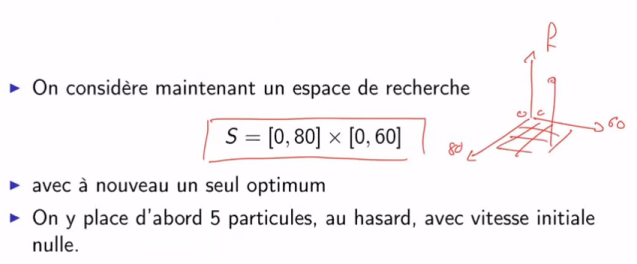 f
▶ On considère maintenant un espace de recherche
S = [0, 80] × [0, 60]
60
80
▶ avec à nouveau un seul optimum
▶ On y place d'abord 5 particules, au hasard, avec vitesse initiale
nulle.